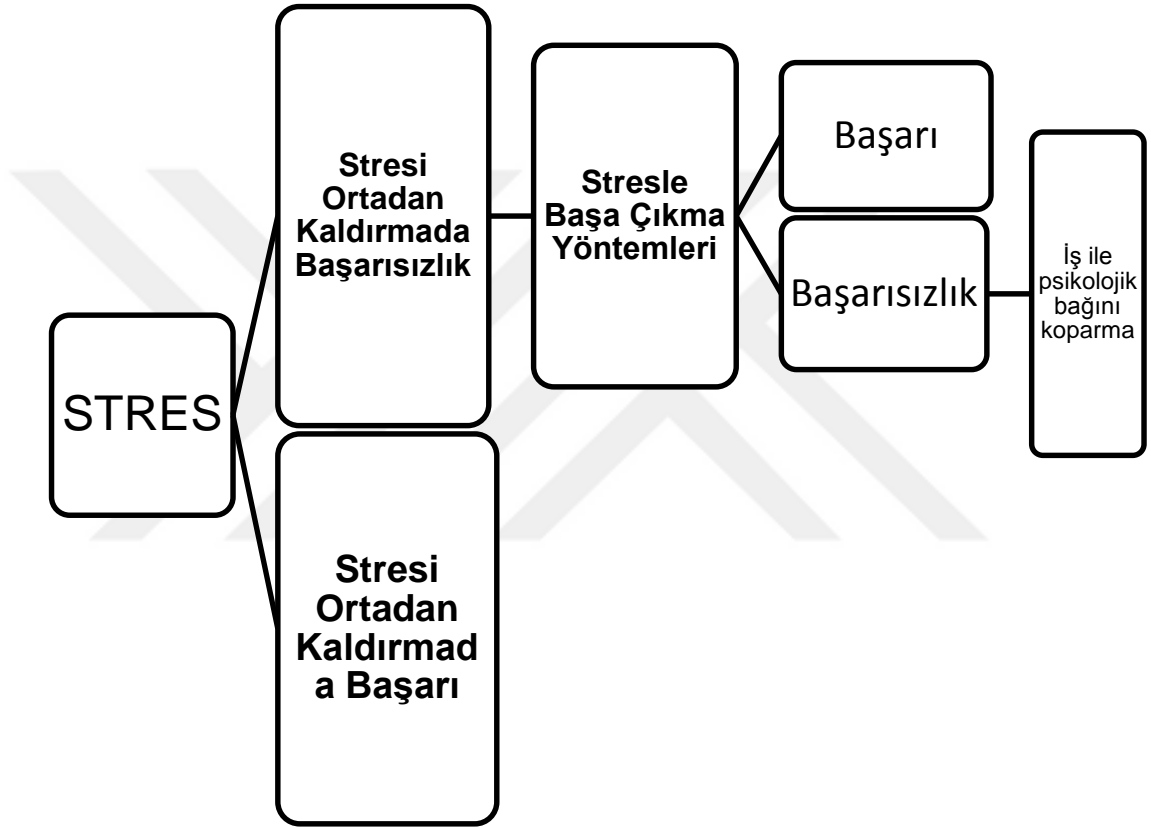 STRES
Stresi
Ortadan
Kaldırmada
Başarısızlık
Stresi
Ortadan
Kaldırmad
a Başarı
Stresle
Başa Çıkma
Yöntemleri
Başarı
Başarısızlık
İş ile
psikolojik
bağını
koparma